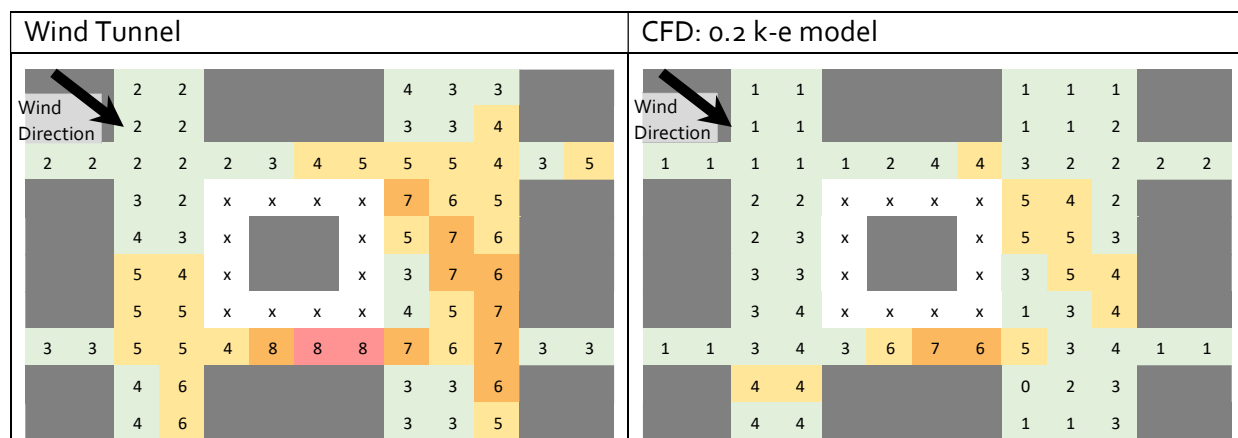 Wind Tunnel
CFD: 0.2 k-e model
Wind
Direction
2 2 4 3 3
2 2 3 3 4
2 2 2 2 2 3 4 5 5 5 4 3 5
3 2 x x x x 7 6 5
4 3 x x 5 7 6
5 4 x x 3 7 6
5 5 x x x x 4 5 7
3 3 5 5 4 8 8 8 7 6 7 3 3
4 6 3 3 6
4 6 3 3 5
Wind
Direction
1 1 1 1 1
1 1 1 1 2
1 1 1 1 1 2 4 4 3 2 2 2 2
2 2 x x x x 5 4 2
2 3 x x 5 5 3
3 3 x x 3 5 4
3 4 x x x x 1 3 4
1 1 3 4 3 6 7 6 5 3 4 1 1
4 4 0 2 3
4 4 1 1 3